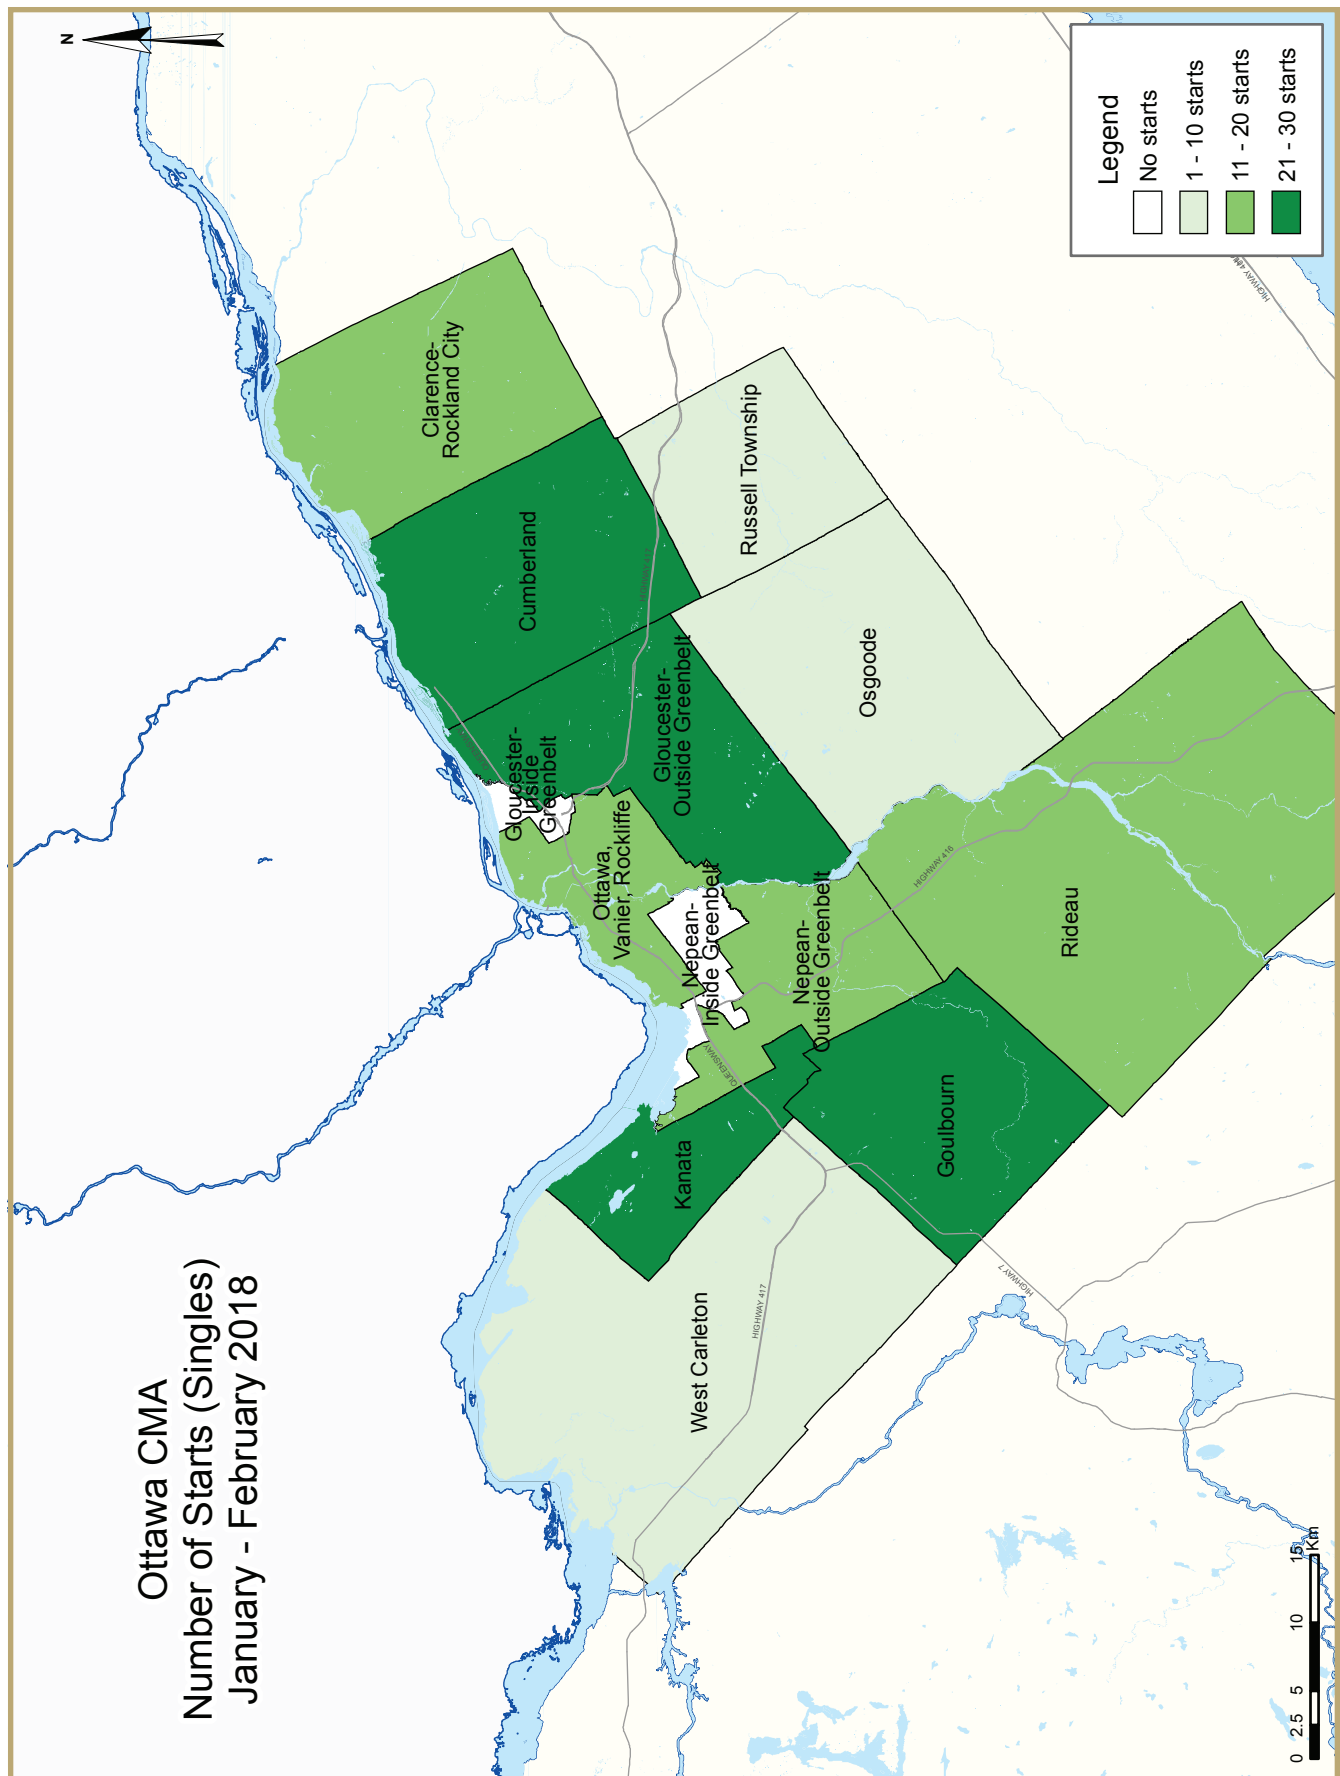 Ottawa CMA
Number of Starts (Singles)
January - February 2018
N
Legend
No starts
1 - 10 starts
11 - 20 starts
21 - 30 starts
West Carleton
Kanata
Goulbourn
Nepean-
Inside Greenbelt
Nepean-
Outside Greenbelt
Ottawa,
Vanier, Rockliffe
Gloucester-
Inside
Greenbelt
Gloucester-
Outside Greenbelt
Cumberland
Clarence-
Rockland City
Russell Township
Osgoode
Rideau
HIGHWAY 417
QUEENSWAY
HIGHWAY 7
HIGHWAY 416
HIGHWAY 417
0 2.5 5 10 15
Km